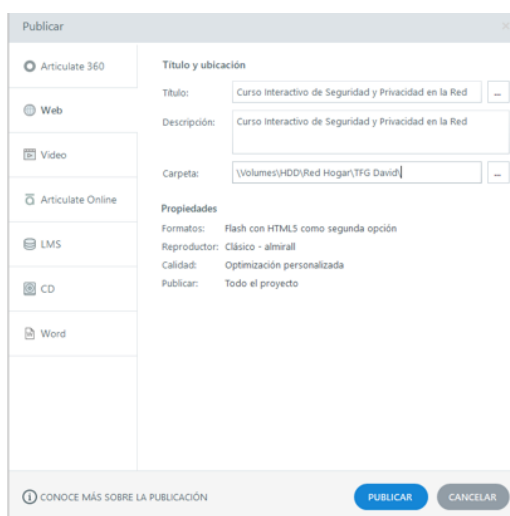 Publicar
Articulate 360
Web
Video
Articulate Online
LMS
CD
Word
Título y ubicación
Título: Curso Interactivo de Seguridad y Privacidad en la Red ...
Descripción: Curso Interactivo de Seguridad y Privacidad en la Red
Carpeta: \Volumes\HDD\Red Hogar\TFG David\ ...
Propiedades
Formatos: Flash con HTML5 como segunda opción
Reproductor: Clásico - almirall
Calidad: Optimización personalizada
Publicar: Todo el proyecto
CONOCE MÁS SOBRE LA PUBLICACIÓN
PUBLICAR
CANCELAR